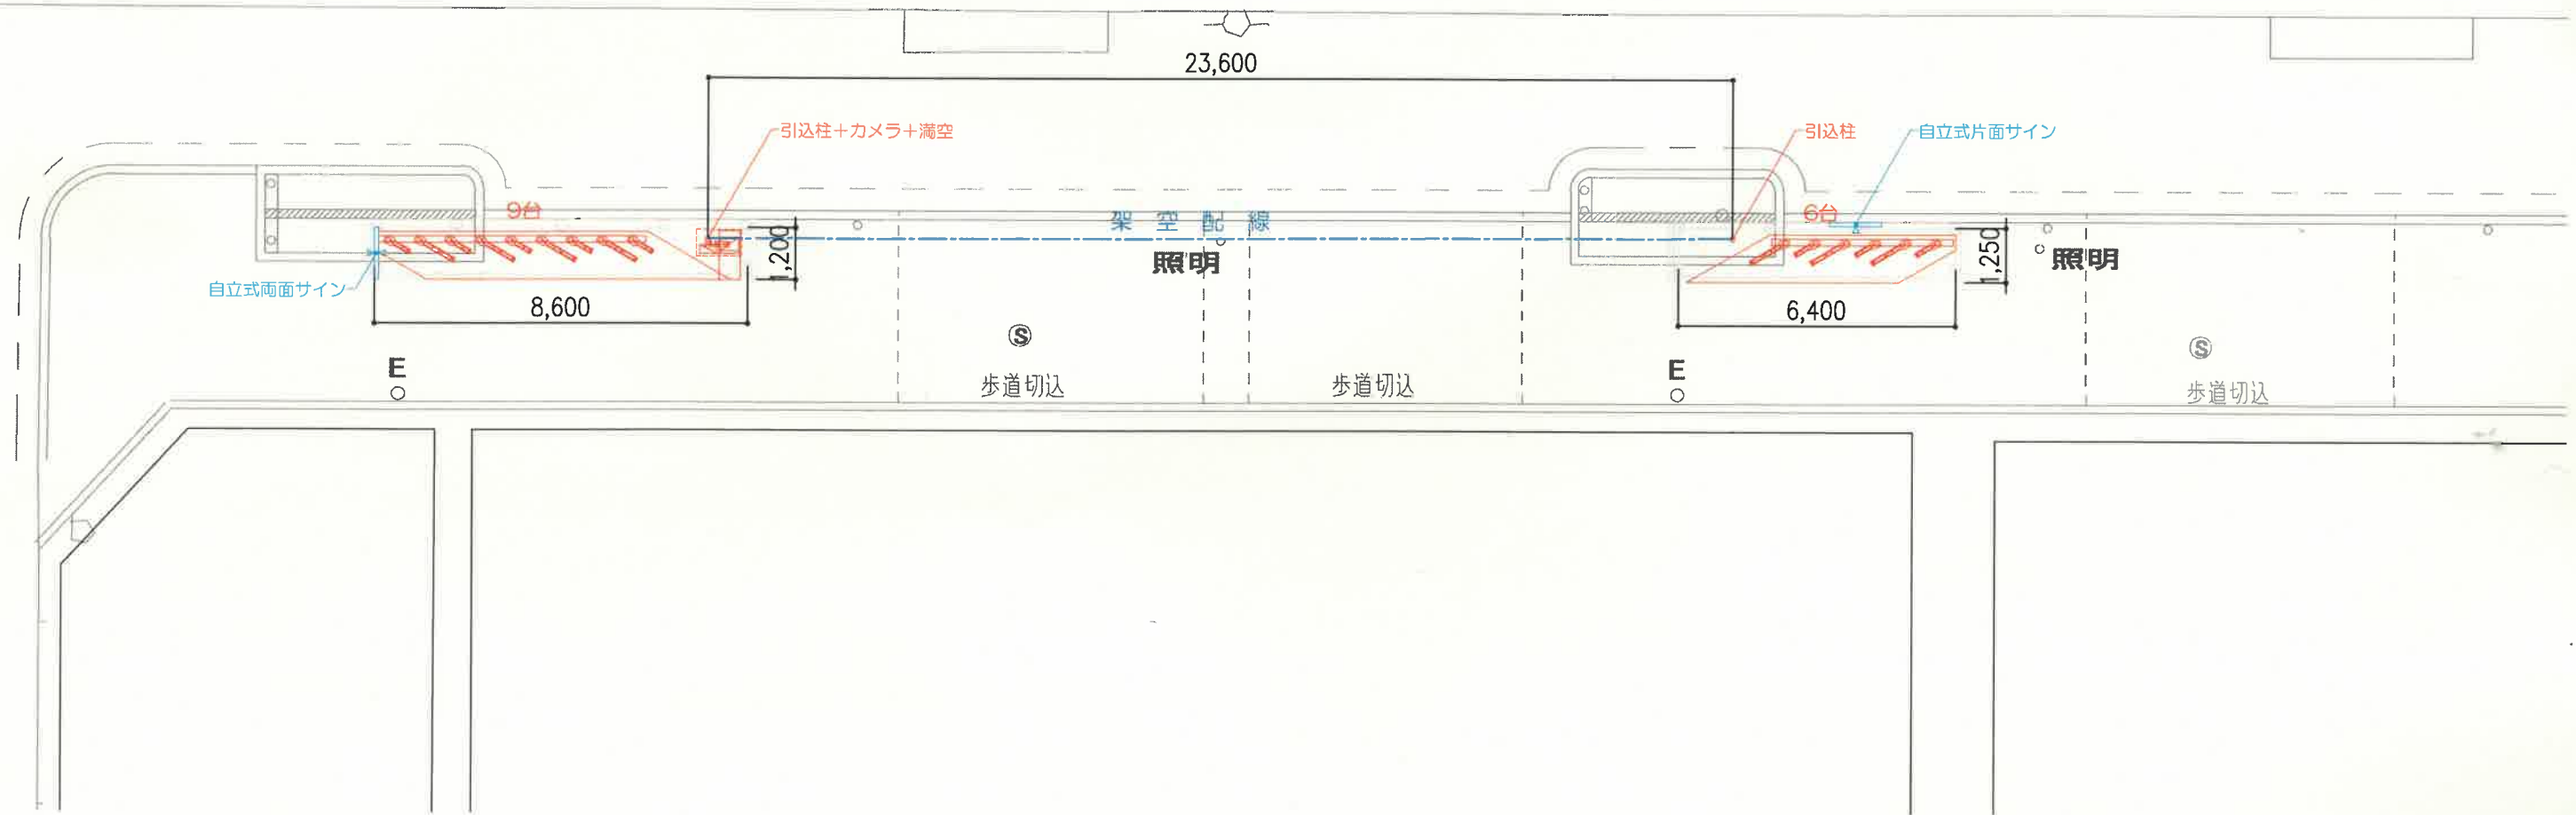 23,600
引込柱+カメラ+満空
引込柱
自立式片面サイン
9台
架空配線
6台
1,200
照明
1,250
照明
自立式両面サイン
8,600
6,400
S
S
E
E
歩道切込
歩道切込
歩道切込